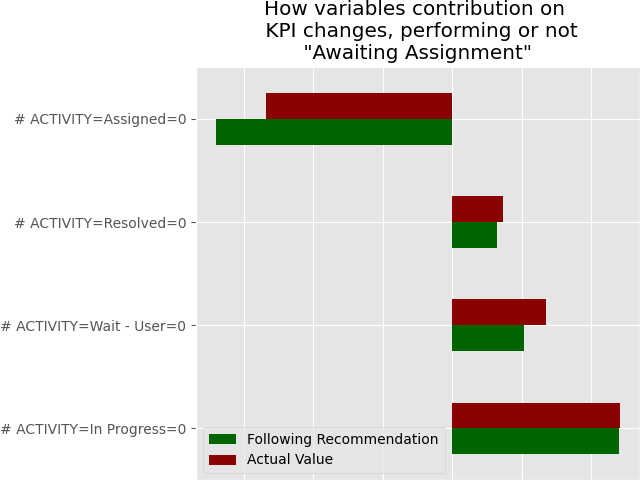 How variables contribution on
KPI changes, performing or not
"Awaiting Assignment"
# ACTIVITY=Assigned=0
# ACTIVITY=Resolved=0
# ACTIVITY=Wait - User=0
# ACTIVITY=In Progress=0
Following Recommendation
Actual Value